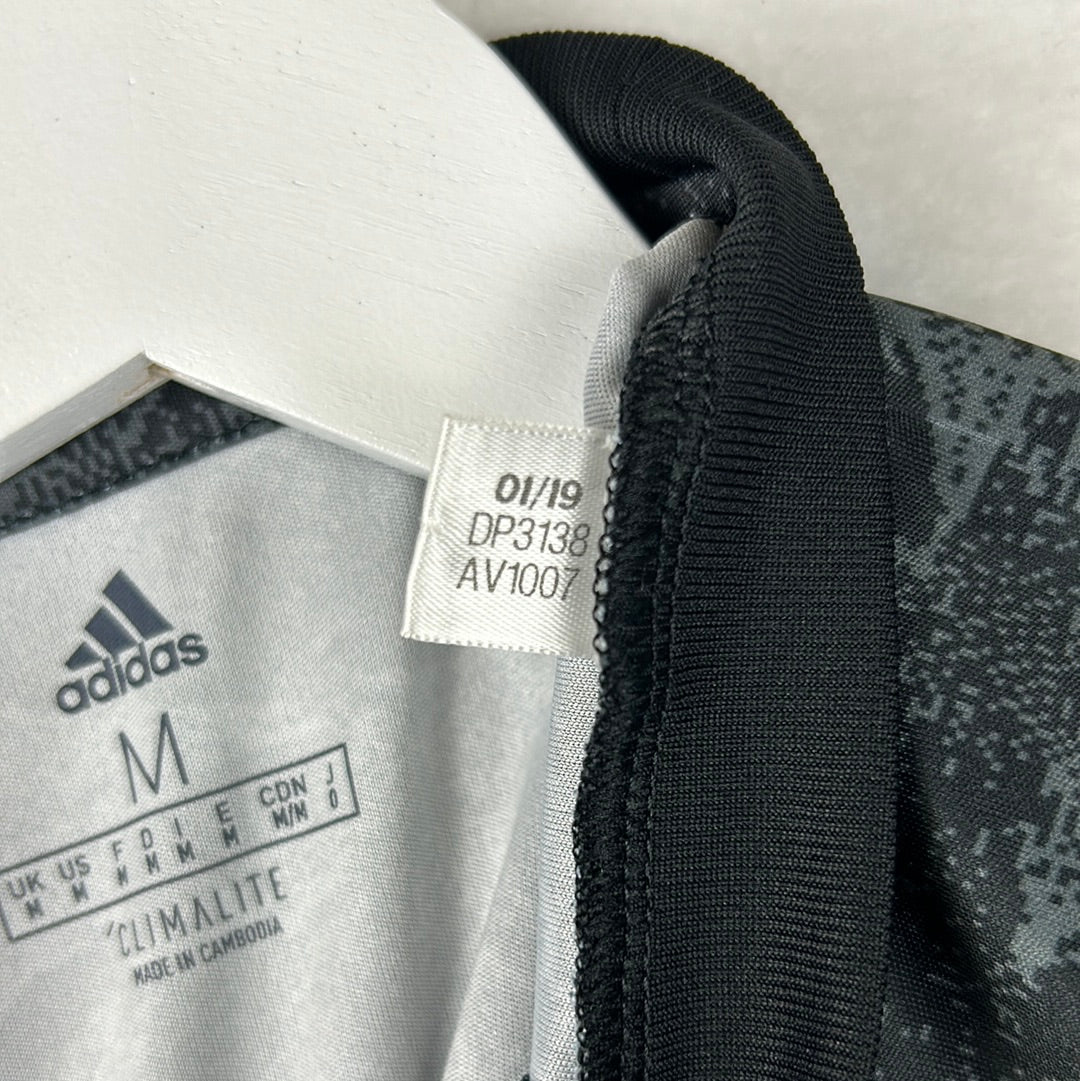 01/19
DP3138
AV1007
adidas
M
UK US F D I E CDN J
M M M M M M M/M O
CLIMALITE
MADE IN CAMBODIA